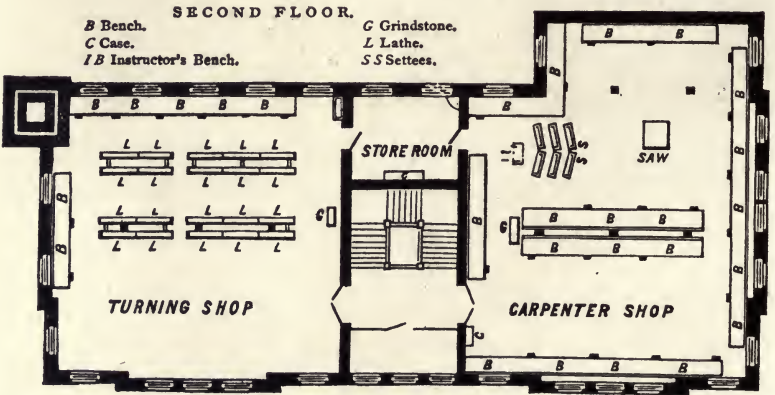 SECOND FLOOR.
B Bench.
C Case.
I B Instructor's Bench.
G Grindstone.
L Lathe.
S S Settees.
B B B B B
L L L L L
L L L L L
B
B
L L L L L
L L L L L
G
TURNING SHOP
STORE ROOM
C
B B
B
B
SAW
S
S
B
B
B
B
B
B
G
B B B
B B B
CARPENTER SHOP
C
B B B B